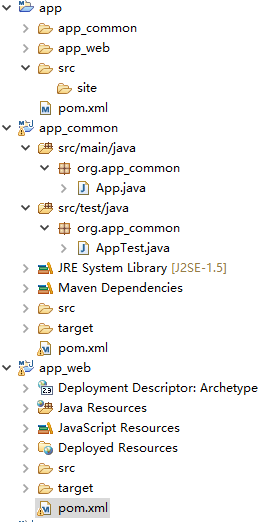 app
app_common
app_web
src
site
pom.xml
app_common
src/main/java
org.app_common
App.java
src/test/java
org.app_common
AppTest.java
JRE System Library [J2SE-1.5]
Maven Dependencies
src
target
pom.xml
app_web
Deployment Descriptor: Archetype
Java Resources
JavaScript Resources
Deployed Resources
src
target
pom.xml